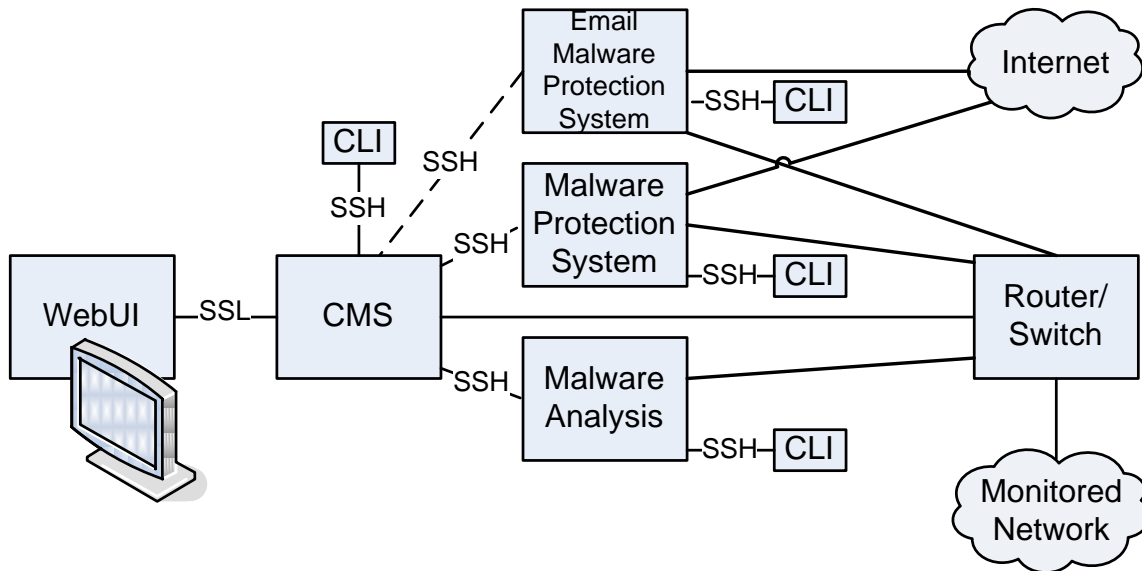 Email
Malware
Protection
System
Internet
SSH
CLI
CLI
SSH
SSH
Malware
Protection
System
SSH
SSH
CLI
WebUI
SSL
CMS
Router/
Switch
SSH
Malware
Analysis
SSH
CLI
Monitored
Network